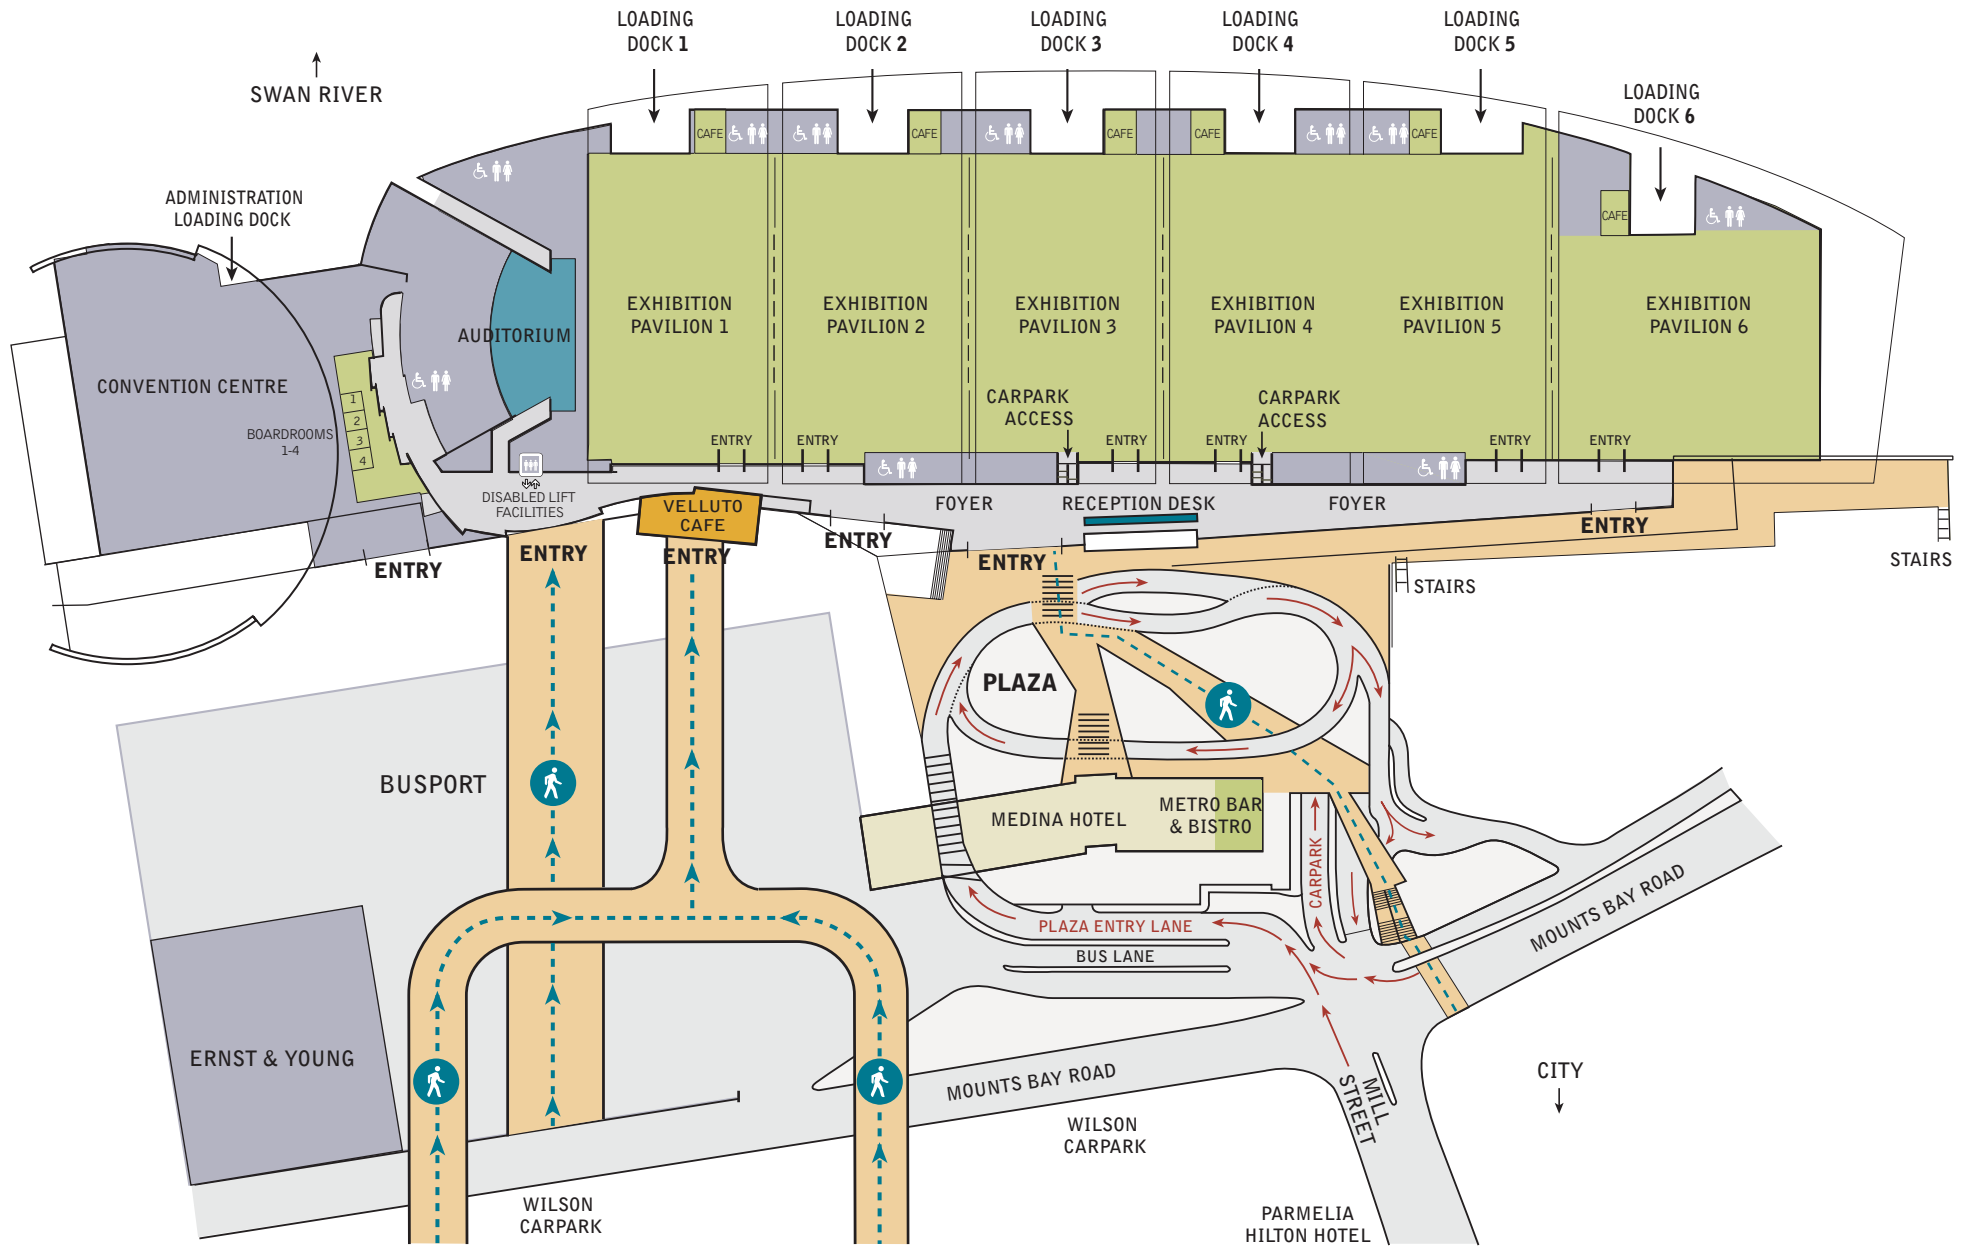 LOADING
DOCK 1
LOADING
DOCK 2
LOADING
DOCK 3
LOADING
DOCK 4
LOADING
DOCK 5
LOADING
DOCK 6
SWAN RIVER
ADMINISTRATION
LOADING DOCK
CAFE
CAFE
CAFE
CAFE
CAFE
CAFE
AUDITORIUM
EXHIBITION
PAVILION 1
EXHIBITION
PAVILION 2
EXHIBITION
PAVILION 3
EXHIBITION
PAVILION 4
EXHIBITION
PAVILION 5
EXHIBITION
PAVILION 6
CONVENTION CENTRE
BOARDROOMS
1-4
1
2
3
4
CARPARK
ACCESS
CARPARK
ACCESS
ENTRY
ENTRY
ENTRY
ENTRY
ENTRY
ENTRY
DISABLED LIFT
FACILITIES
VELLUTO
CAFE
FOYER
RECEPTION DESK
FOYER
ENTRY
ENTRY
ENTRY
ENTRY
ENTRY
ENTRY
STAIRS
STAIRS
PLAZA
BUSPORT
MEDINA HOTEL
METRO BAR
& BISTRO
CARPARK
PLAZA ENTRY LANE
BUS LANE
MOUNTS BAY ROAD
ERNST & YOUNG
MOUNTS BAY ROAD
MILL
STREET
CITY
WILSON
CARPARK
WILSON
CARPARK
PARMELIA
HILTON HOTEL